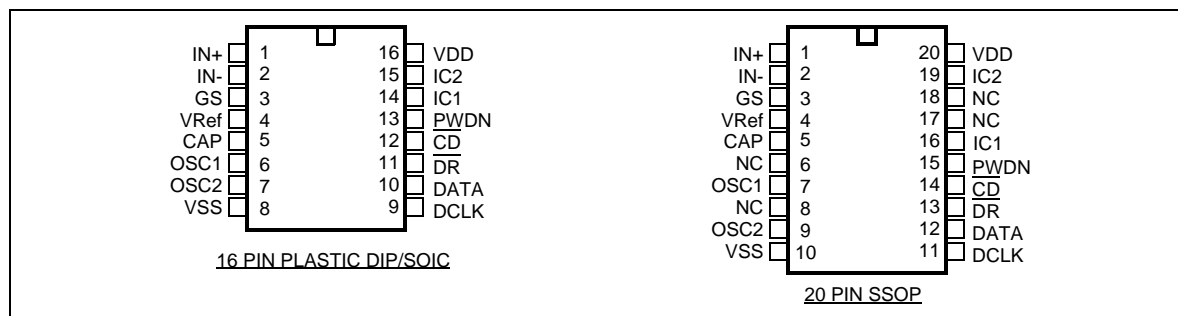 IN+ 1 16 VDD
IN- 2 15 IC2
GS 3 14 IC1
VRef 4 13 PWDN
CAP 5 12 CD
OSC1 6 11 DR
OSC2 7 10 DATA
VSS 8 9 DCLK
16 PIN PLASTIC DIP/SOIC
IN+ 1 20 VDD
IN- 2 19 IC2
GS 3 18 NC
VRef 4 17 NC
CAP 5 16 IC1
NC 6 15 PWDN
OSC1 7 14 CD
NC 8 13 DR
OSC2 9 12 DATA
VSS 10 11 DCLK
20 PIN SSOP